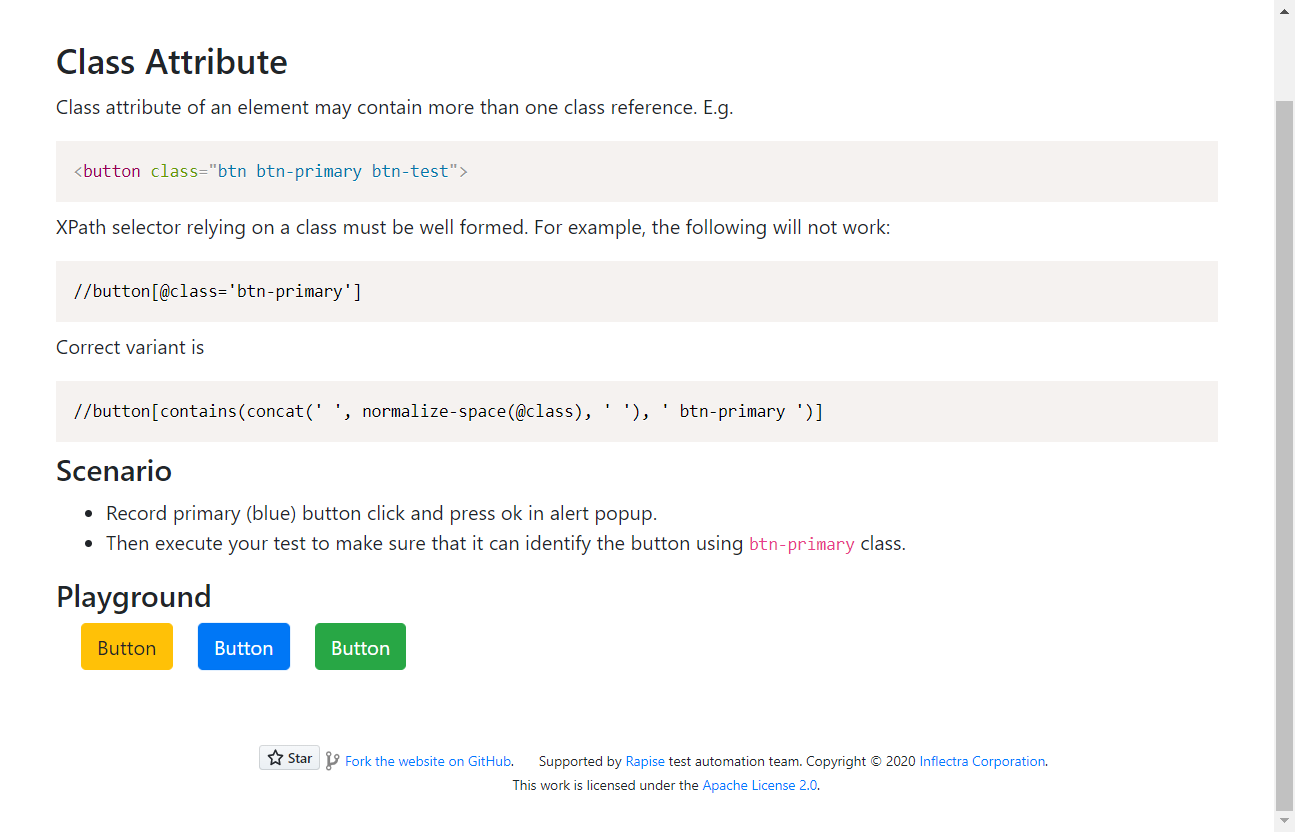 Class Attribute
Class attribute of an element may contain more than one class reference. E.g.
<button class="btn btn-primary btn-test">
XPath selector relying on a class must be well formed. For example, the following will not work:
//button[@class='btn-primary']
Correct variant is
//button[contains(concat(' ', normalize-space(@class), ' '), ' btn-primary ')]
Scenario
• Record primary (blue) button click and press ok in alert popup.
• Then execute your test to make sure that it can identify the button using btn-primary class.
Playground
Button Button Button
Star Fork the website on GitHub. Supported by Rapise test automation team. Copyright © 2020 Inflectra Corporation.
This work is licensed under the Apache License 2.0.